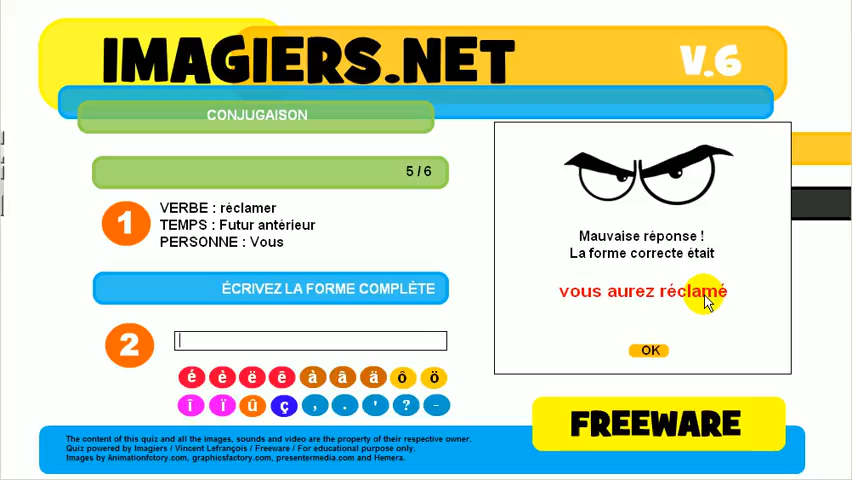 IMAGIERS.NET
V.6
CONJUGAISON
5 / 6
1
VERBE : réclamer
TEMPS : Futur antérieur
PERSONNE : Vous
ÉCRIVEZ LA FORME COMPLÈTE
2
é è ë ê à â ä ô ö
î ï û ç , . ' ? -
Mauvaise réponse !
La forme correcte était
vous aurez réclamé
OK
FREEWARE
The content of this quiz and all the images, sounds and video are the property of their respective owner.
Quiz powered by Imagiers / Vincent Lefrançois / Freeware / For educational purpose only.
Images by Animationfctory.com, graphicsfactory.com, presentermedia.com and Hemera.